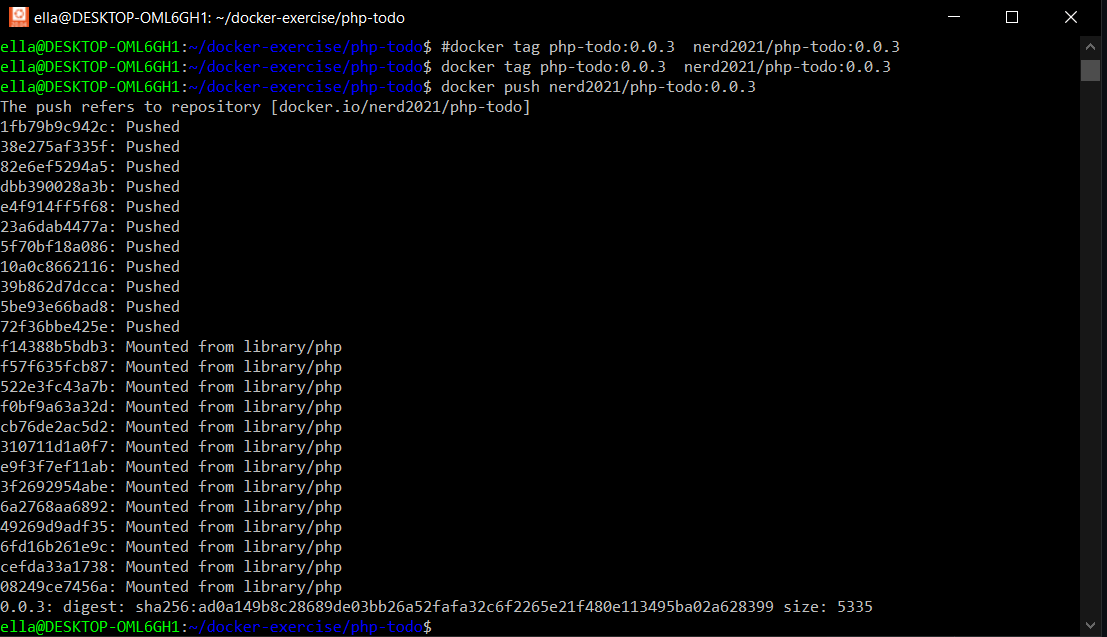 ella@DESKTOP-OML6GH1: ~/docker-exercise/php-todo
ella@DESKTOP-OML6GH1:~/docker-exercise/php-todo$ #docker tag php-todo:0.0.3  nerd2021/php-todo:0.0.3
ella@DESKTOP-OML6GH1:~/docker-exercise/php-todo$ docker tag php-todo:0.0.3  nerd2021/php-todo:0.0.3
ella@DESKTOP-OML6GH1:~/docker-exercise/php-todo$ docker push nerd2021/php-todo:0.0.3
The push refers to repository [docker.io/nerd2021/php-todo]
1fb79b9c942c: Pushed
38e275af335f: Pushed
82e6ef5294a5: Pushed
dbb390028a3b: Pushed
e4f914ff5f68: Pushed
23a6dab4477a: Pushed
5f70bf18a086: Pushed
10a0c8662116: Pushed
39b862d7dcca: Pushed
5be93e66bad8: Pushed
72f36bbe425e: Pushed
f14388b5bdb3: Mounted from library/php
f57f635fcb87: Mounted from library/php
522e3fc43a7b: Mounted from library/php
f0bf9a63a32d: Mounted from library/php
cb76de2ac5d2: Mounted from library/php
310711d1a0f7: Mounted from library/php
e9f3f7ef11ab: Mounted from library/php
3f2692954abe: Mounted from library/php
6a2768aa6892: Mounted from library/php
49269d9adf35: Mounted from library/php
6fd16b261e9c: Mounted from library/php
cefda33a1738: Mounted from library/php
08249ce7456a: Mounted from library/php
0.0.3: digest: sha256:ad0a149b8c28689de03bb26a52fafa32c6f2265e21f480e113495ba02a628399 size: 5335
ella@DESKTOP-OML6GH1:~/docker-exercise/php-todo$